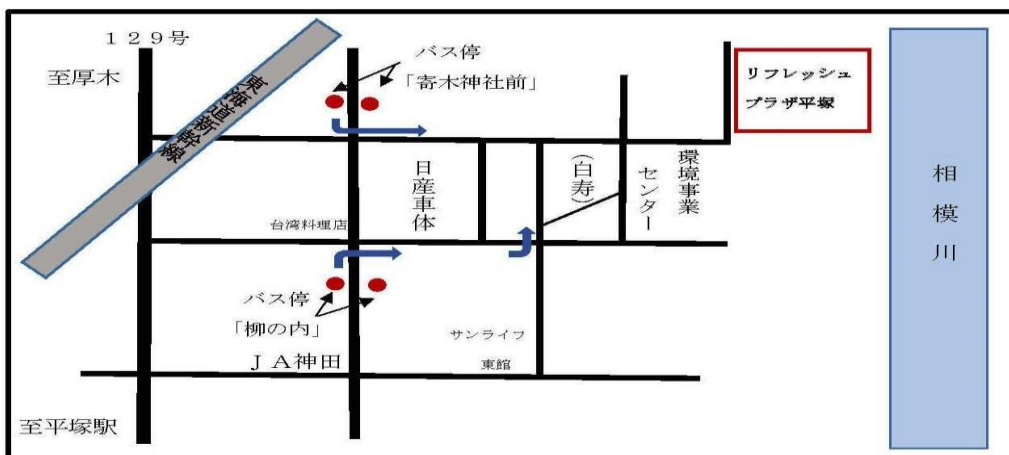 129号
至厚木
東海道新幹線
バス停
「寄木神社前」
リフレッシュ
プラザ平塚
日産車体
(白寿)
環境事業
センター
相模川
台湾料理店
バス停
「柳の内」
サンライフ
東館
JA神田
至平塚駅